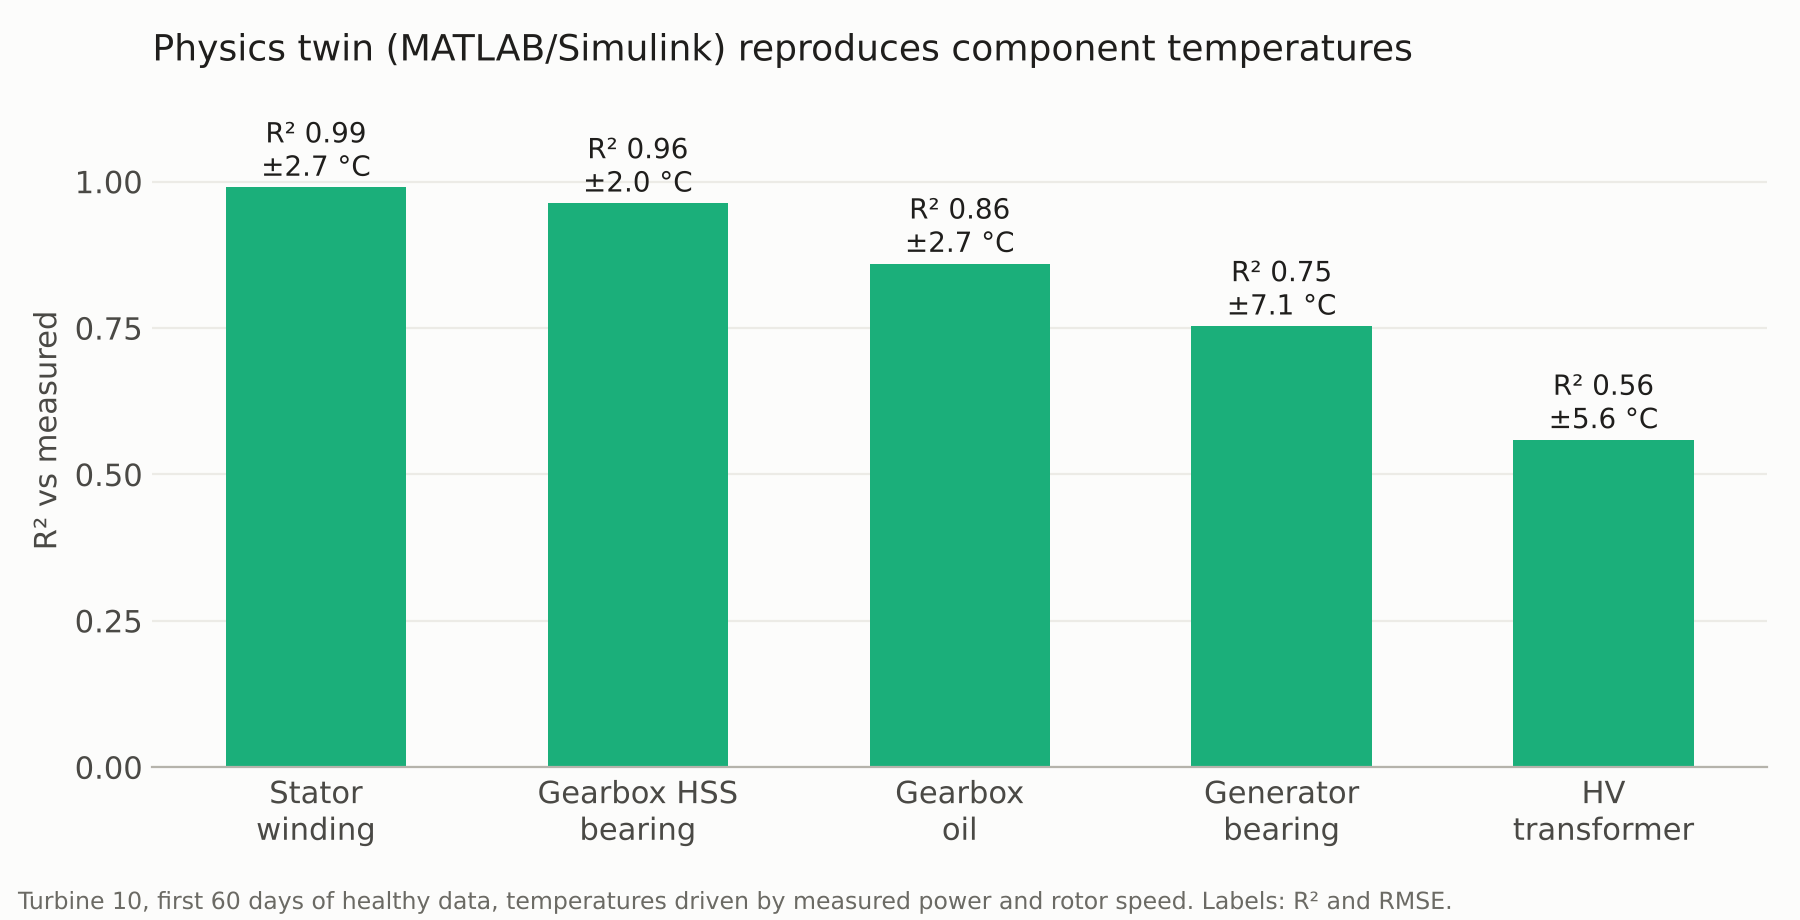 Physics twin (MATLAB/Simulink) reproduces component temperatures
R² 0.99
±2.7 °C
R² 0.96
±2.0 °C
R² 0.86
±2.7 °C
R² 0.75
±7.1 °C
R² 0.56
±5.6 °C
R² vs measured
1.00
0.75
0.50
0.25
0.00
Stator
winding
Gearbox HSS
bearing
Gearbox
oil
Generator
bearing
HV
transformer
Turbine 10, first 60 days of healthy data, temperatures driven by measured power and rotor speed. Labels: R² and RMSE.